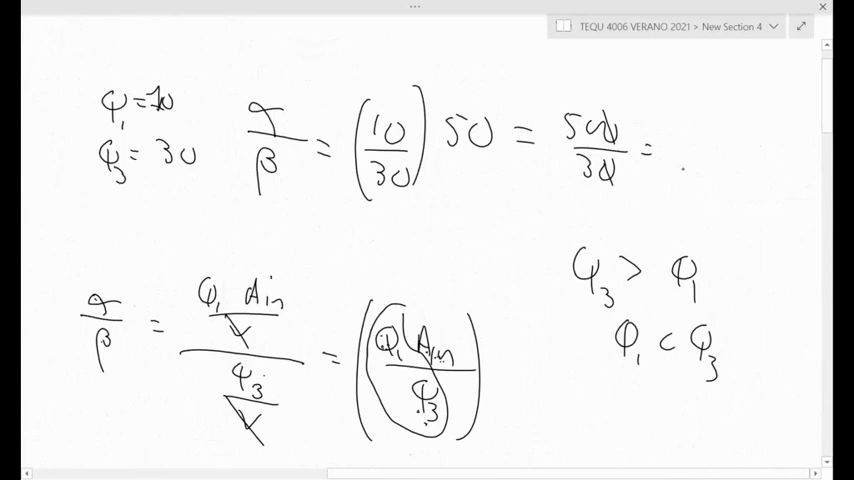 TEQU 4006 VERANO 2021 > New Section 4
φ₁ = 10
φ₃ = 30
α/β = (10/30) 50 = 500/30 =
φ₃ > φ₁
φ₁ < φ₃
α/β = (φ₁ Ain / V) / (φ₃ / V) = (φ₁ Ain / φ₃)